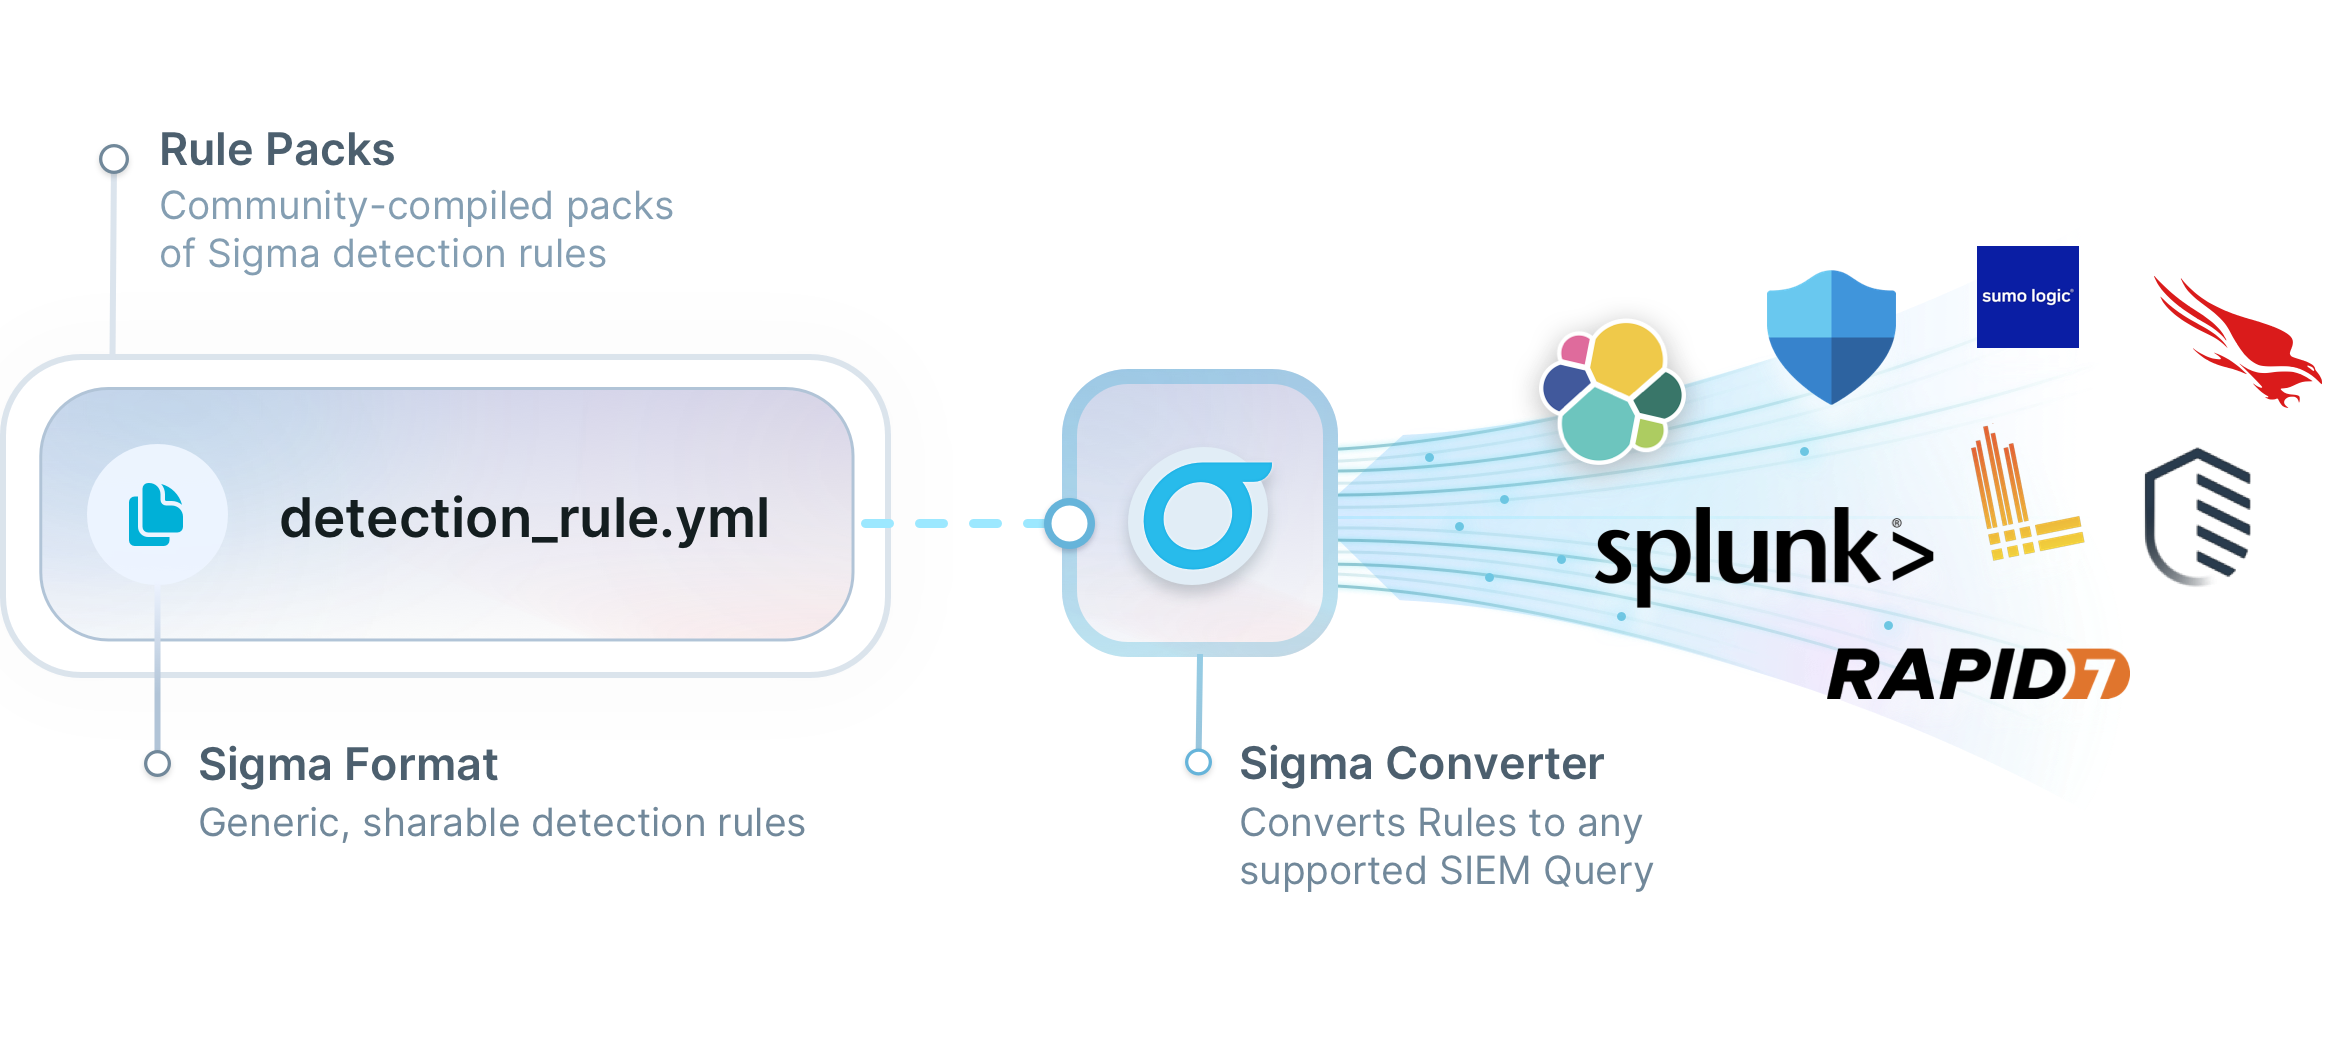 Rule Packs
Community-compiled packs
of Sigma detection rules
detection_rule.yml
Sigma Format
Generic, sharable detection rules
Sigma Converter
Converts Rules to any
supported SIEM Query
sumo logic®
splunk>®
RAPID7